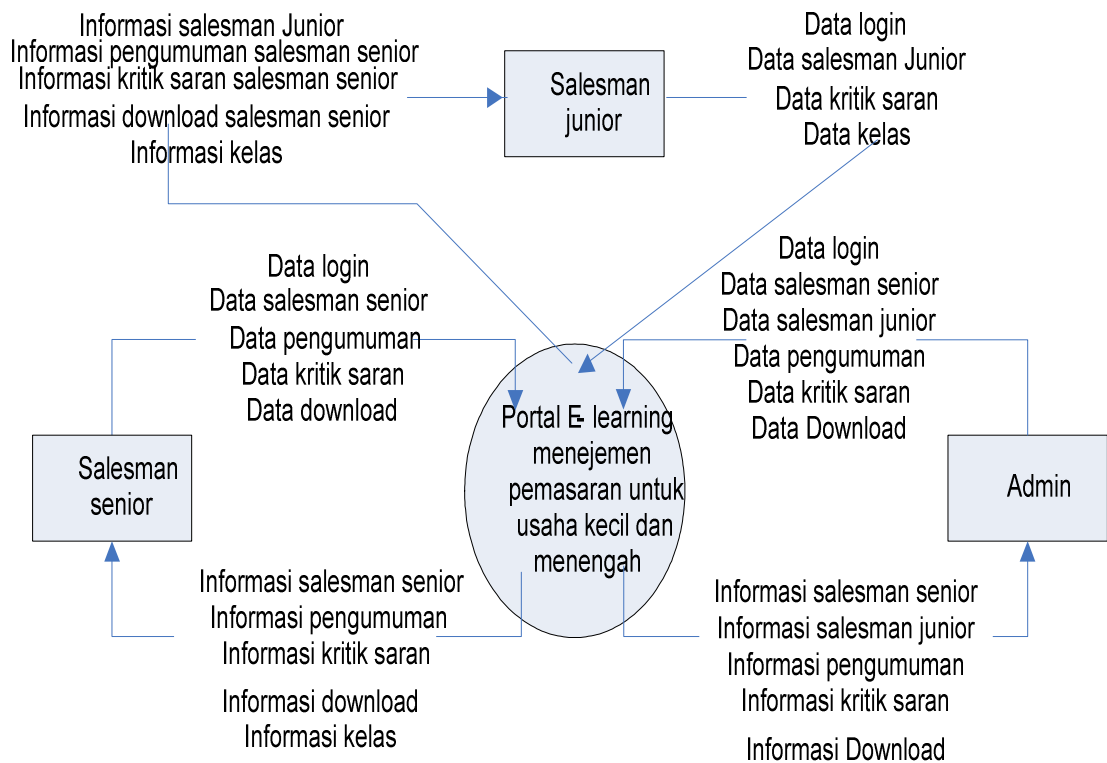 Informasi salesman Junior
Informasi pengumuman salesman senior
Informasi kritik saran salesman senior
Informasi download salesman senior
Informasi kelas
Salesman
junior
Data login
Data salesman Junior
Data kritik saran
Data kelas
Data login
Data salesman senior
Data pengumuman
Data kritik saran
Data download
Data login
Data salesman senior
Data salesman junior
Data pengumuman
Data kritik saran
Data Download
Salesman
senior
Portal E- learning
menejemen
pemasaran untuk
usaha kecil dan
menengah
Admin
Informasi salesman senior
Informasi pengumuman
Informasi kritik saran
Informasi download
Informasi kelas
Informasi salesman senior
Informasi salesman junior
Informasi pengumuman
Informasi kritik saran
Informasi Download